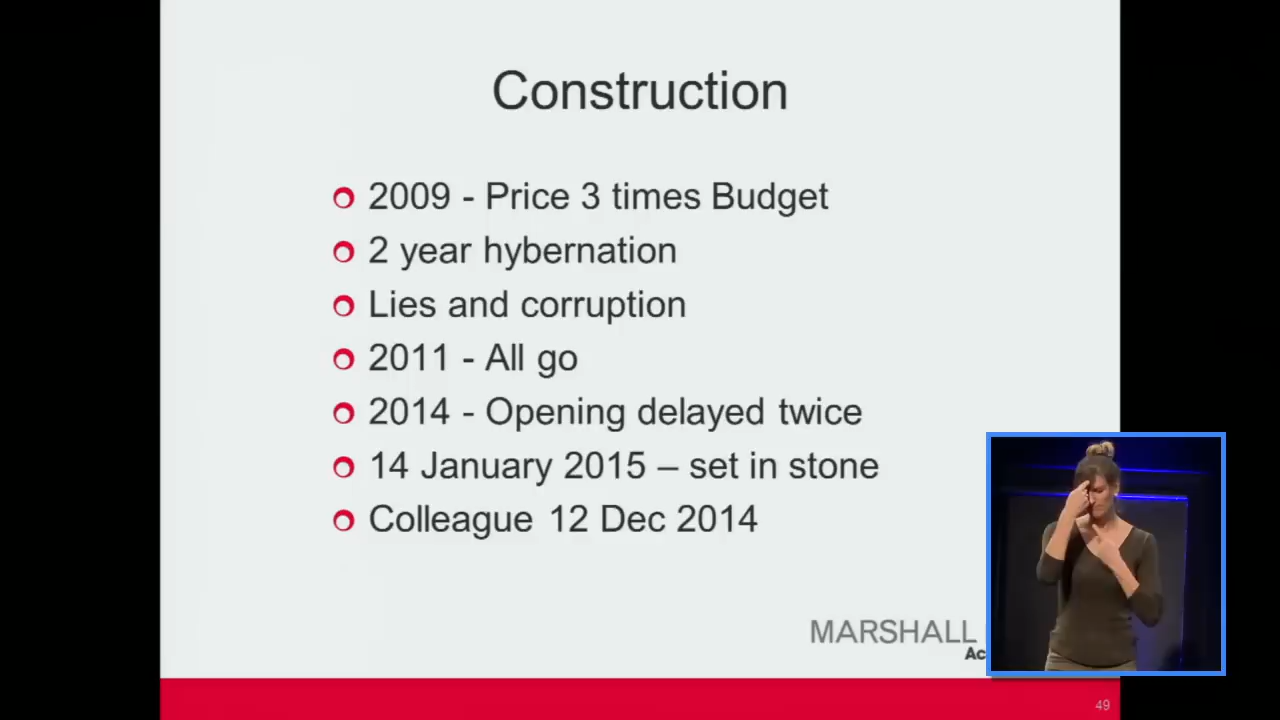 Construction
2009 - Price 3 times Budget
2 year hybernation
Lies and corruption
2011 - All go
2014 - Opening delayed twice
14 January 2015 – set in stone
Colleague 12 Dec 2014
MARSHALL
Ac
49